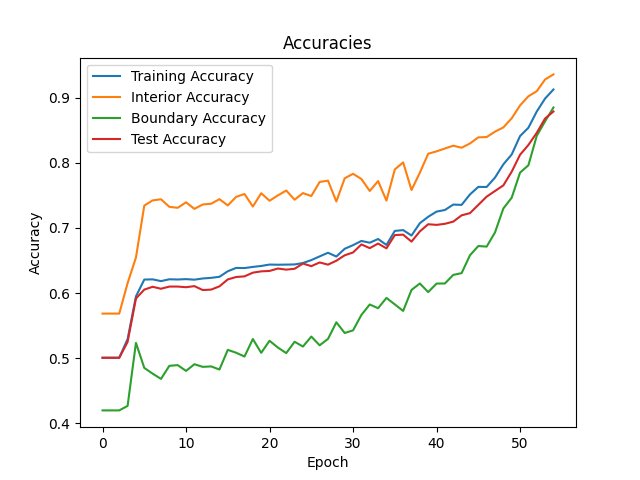 Accuracies
Training Accuracy
Interior Accuracy
Boundary Accuracy
Test Accuracy
Accuracy
0.9
0.8
0.7
0.6
0.5
0.4
0 10 20 30 40 50
Epoch